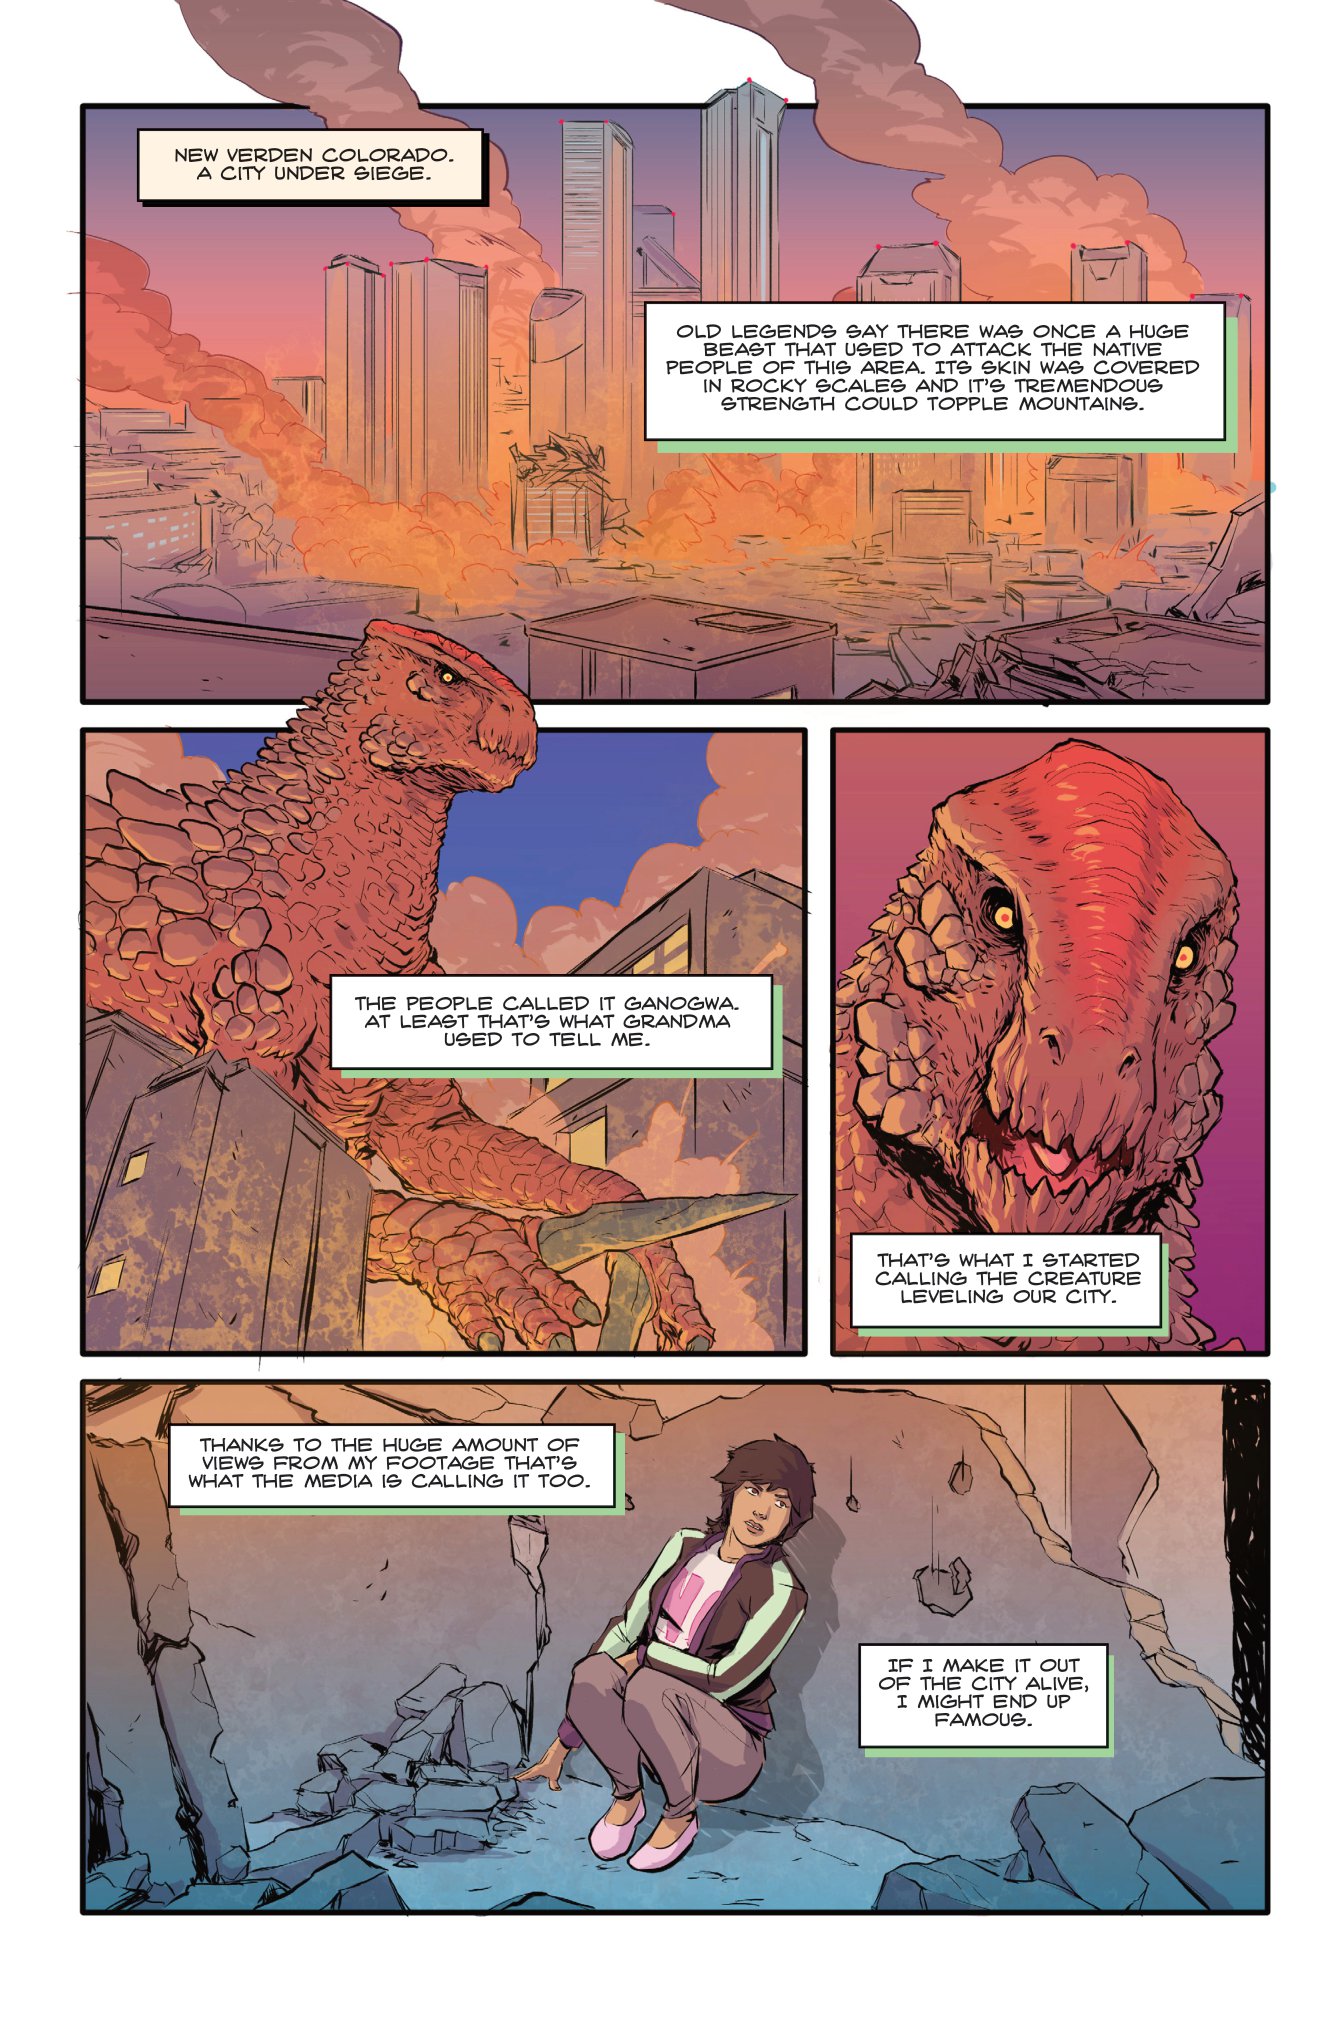 NEW VERDEN COLORADO.
A CITY UNDER SIEGE.
OLD LEGENDS SAY THERE WAS ONCE A HUGE
BEAST THAT USED TO ATTACK THE NATIVE
PEOPLE OF THIS AREA. ITS SKIN WAS COVERED
IN ROCKY SCALES AND IT'S TREMENDOUS
STRENGTH COULD TOPPLE MOUNTAINS.
THE PEOPLE CALLED IT GANOGWA.
AT LEAST THAT'S WHAT GRANDMA
USED TO TELL ME.
THAT'S WHAT I STARTED
CALLING THE CREATURE
LEVELING OUR CITY.
THANKS TO THE HUGE AMOUNT OF
VIEWS FROM MY FOOTAGE THAT'S
WHAT THE MEDIA IS CALLING IT TOO.
IF I MAKE IT OUT
OF THE CITY ALIVE,
I MIGHT END UP
FAMOUS.